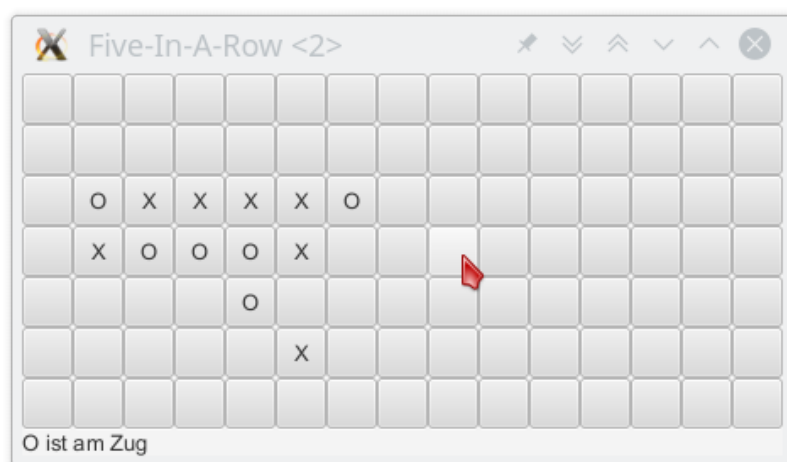 Five-In-A-Row <2>
O X X X X O
X O O O X
O
X
O ist am Zug